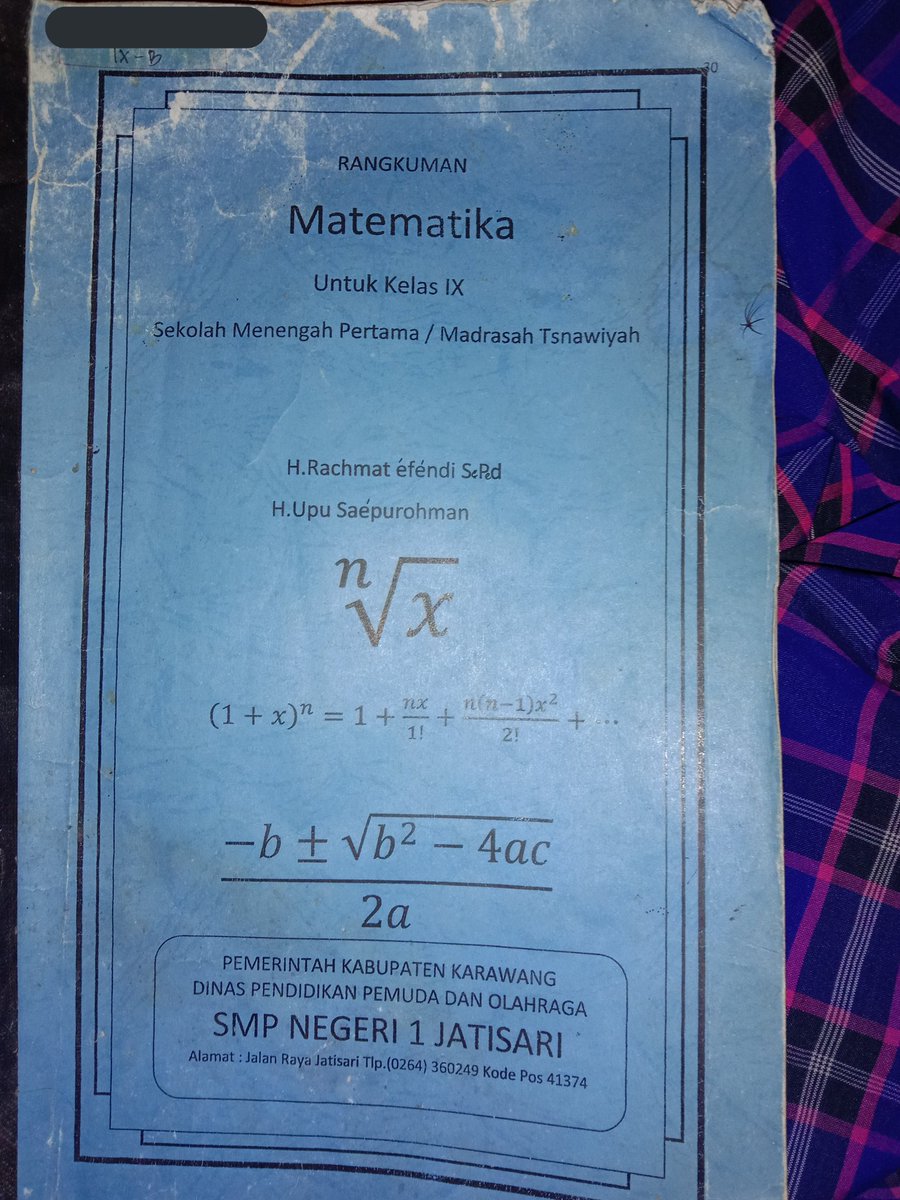 IX-B
30
RANGKUMAN
Matematika
Untuk Kelas IX
Sekolah Menengah Pertama / Madrasah Tsnawiyah
H.Rachmat éféndi S.Pd
H.Upu Saépurohman
ⁿ√x
(1 + x)ⁿ = 1 + nx/1! + n(n−1)x²/2! + ⋯
−b ± √b² − 4ac
2a
PEMERINTAH KABUPATEN KARAWANG
DINAS PENDIDIKAN PEMUDA DAN OLAHRAGA
SMP NEGERI 1 JATISARI
Alamat : Jalan Raya Jatisari Tlp.(0264) 360249 Kode Pos 41374